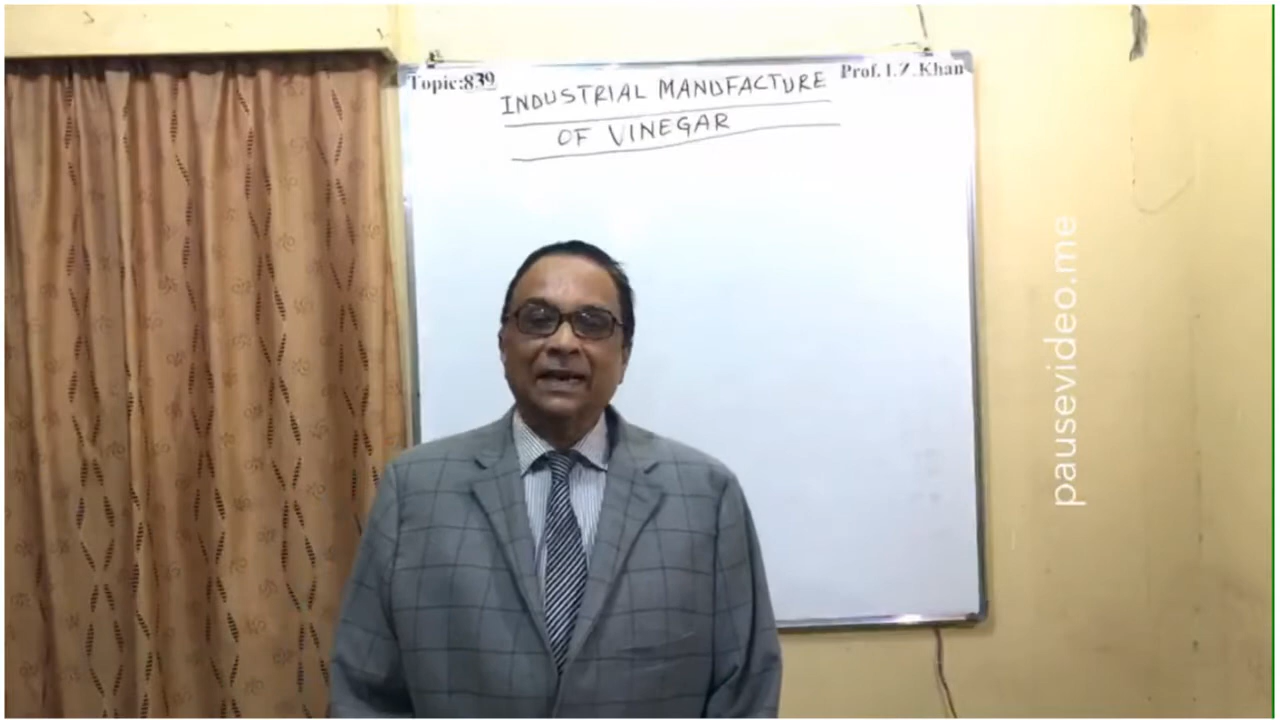 Topic:839
INDUSTRIAL MANUFACTURE
OF VINEGAR
Prof. I.Z.Khan
pausevideo.me